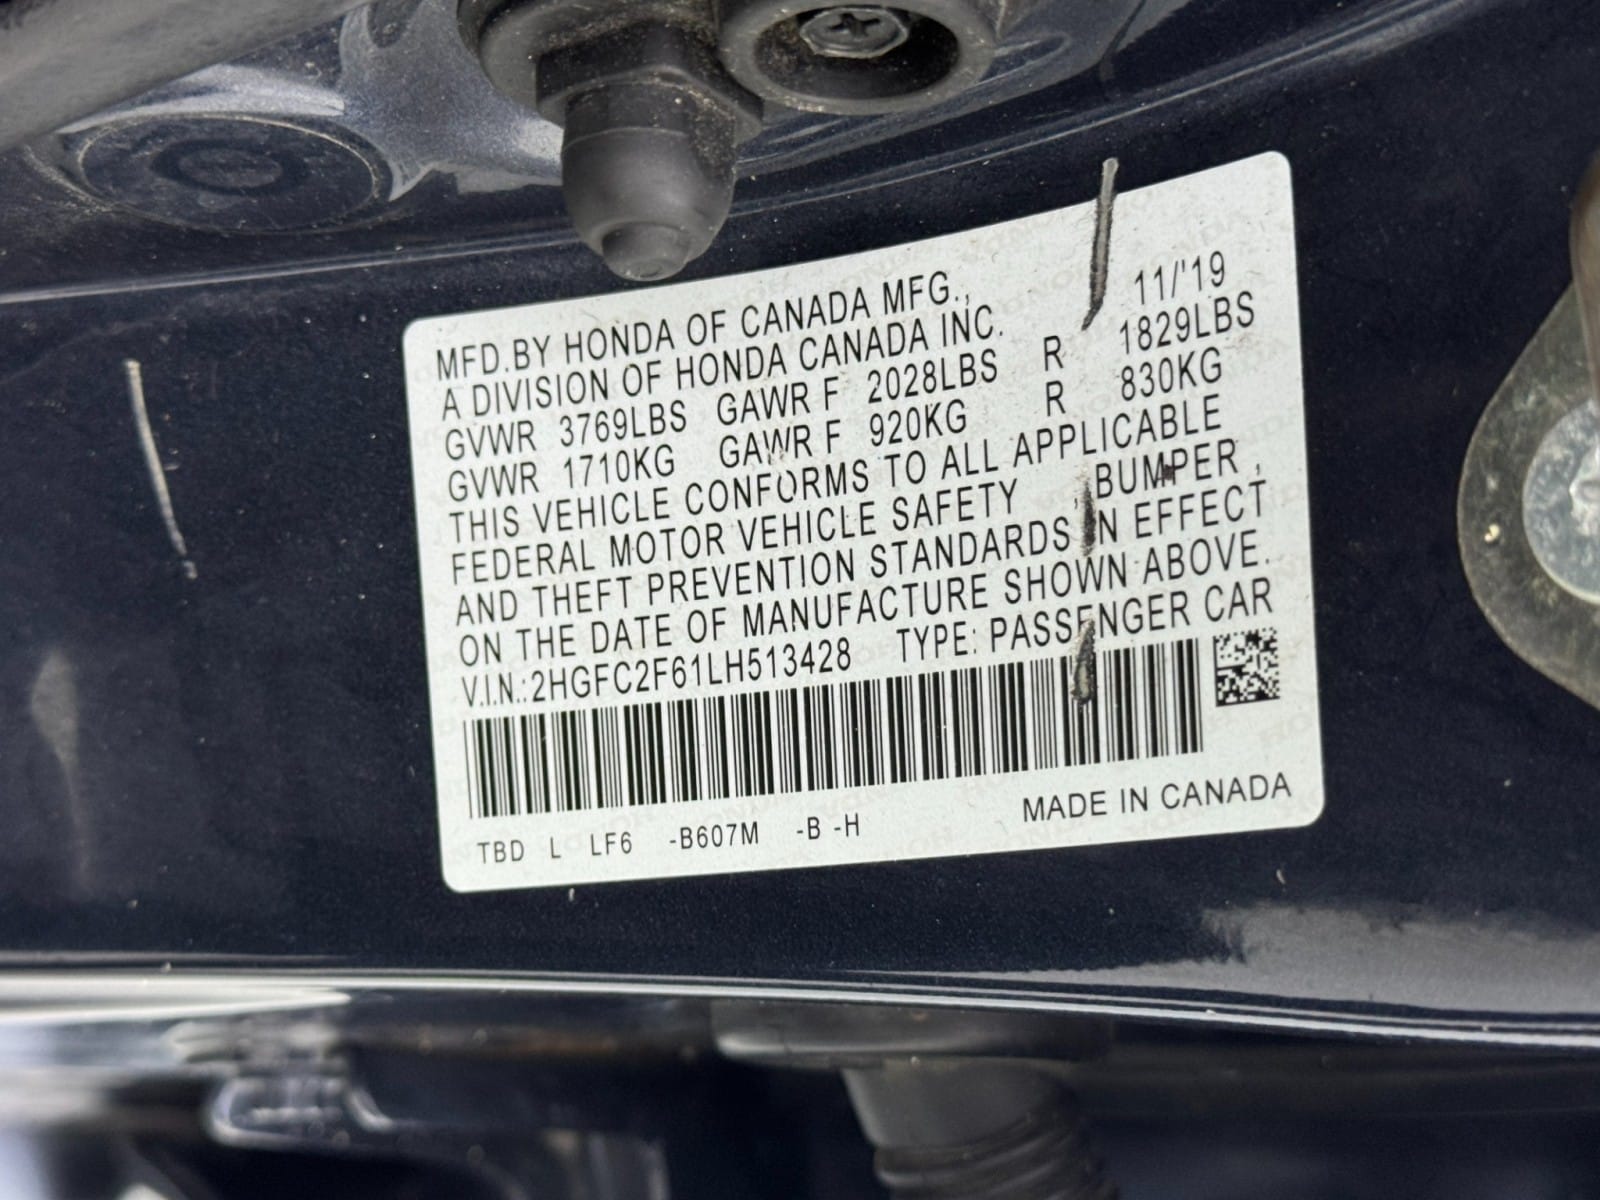 MFD.BY HONDA OF CANADA MFG., 11/'19
A DIVISION OF HONDA CANADA INC.
GVWR 3769LBS GAWR F 2028LBS R 1829LBS
GVWR 1710KG GAWR F 920KG R 830KG
THIS VEHICLE CONFORMS TO ALL APPLICABLE
FEDERAL MOTOR VEHICLE SAFETY , BUMPER ,
AND THEFT PREVENTION STANDARDS IN EFFECT
ON THE DATE OF MANUFACTURE SHOWN ABOVE.
V.I.N.:2HGFC2F61LH513428 TYPE: PASSENGER CAR
MADE IN CANADA
TBD L LF6 -B607M -B -H